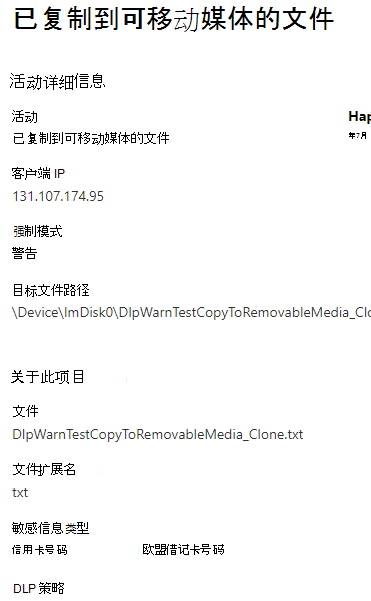 已复制到可移动媒体的文件
活动详细信息
活动
Hap
已复制到可移动媒体的文件
年7月
客户端 IP
131.107.174.95
强制模式
警告
目标文件路径
\Device\ImDisk0\DlpWarnTestCopyToRemovableMedia_Clo
关于此项目
文件
DlpWarnTestCopyToRemovableMedia_Clone.txt
文件扩展名
txt
敏感信息类型
信用卡号码 欧盟借记卡号码
DLP 策略